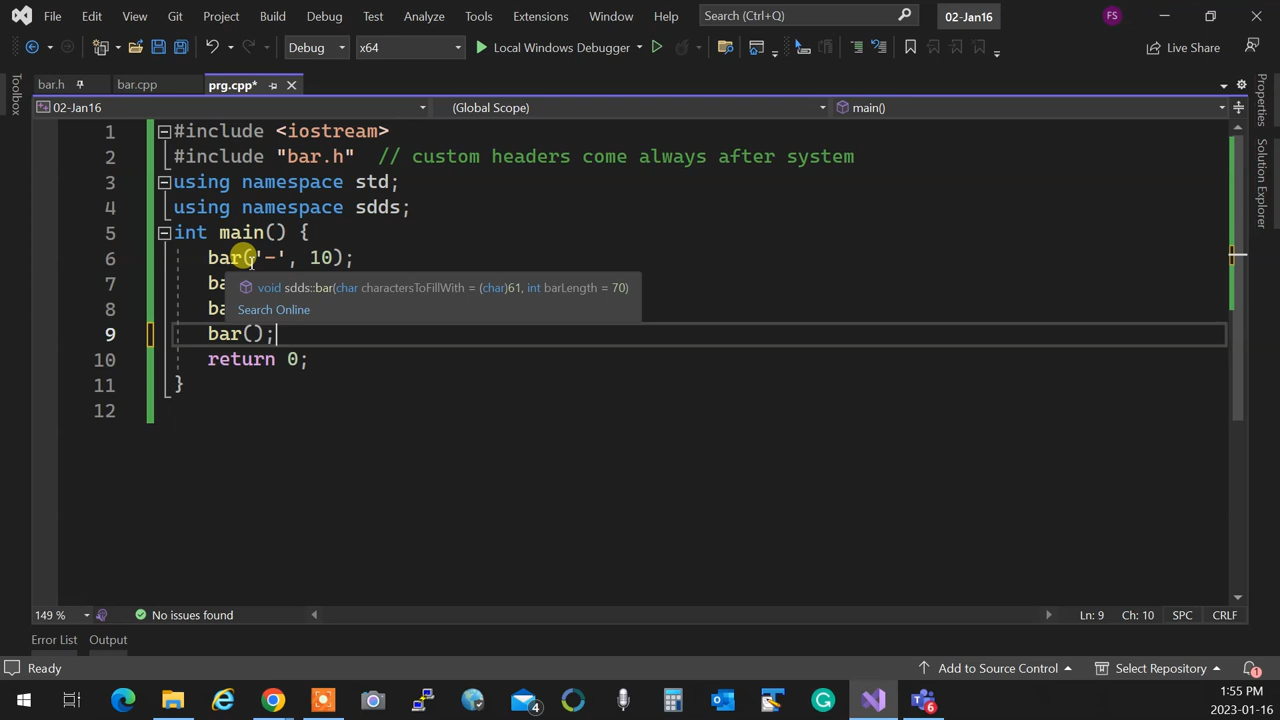 File Edit View Git Project Build Debug Test Analyze Tools Extensions Window Help Search (Ctrl+Q) 02-Jan16 FS
Debug x64 Local Windows Debugger Live Share
bar.h bar.cpp prg.cpp*
02-Jan16 (Global Scope) main()
Toolbox
Properties
Solution Explorer
1 #include <iostream>
2 #include "bar.h" // custom headers come always after system
3 using namespace std;
4 using namespace sdds;
5 int main() {
6 bar('-', 10);
7 ba
void sdds::bar(char charactersToFillWith = (char)61, int barLength = 70)
8 ba
Search Online
9 bar();
10 return 0;
11 }
12
149 % No issues found Ln: 9 Ch: 10 SPC CRLF
Error List Output
Ready Add to Source Control Select Repository 1
4 6
1:55 PM
2023-01-16